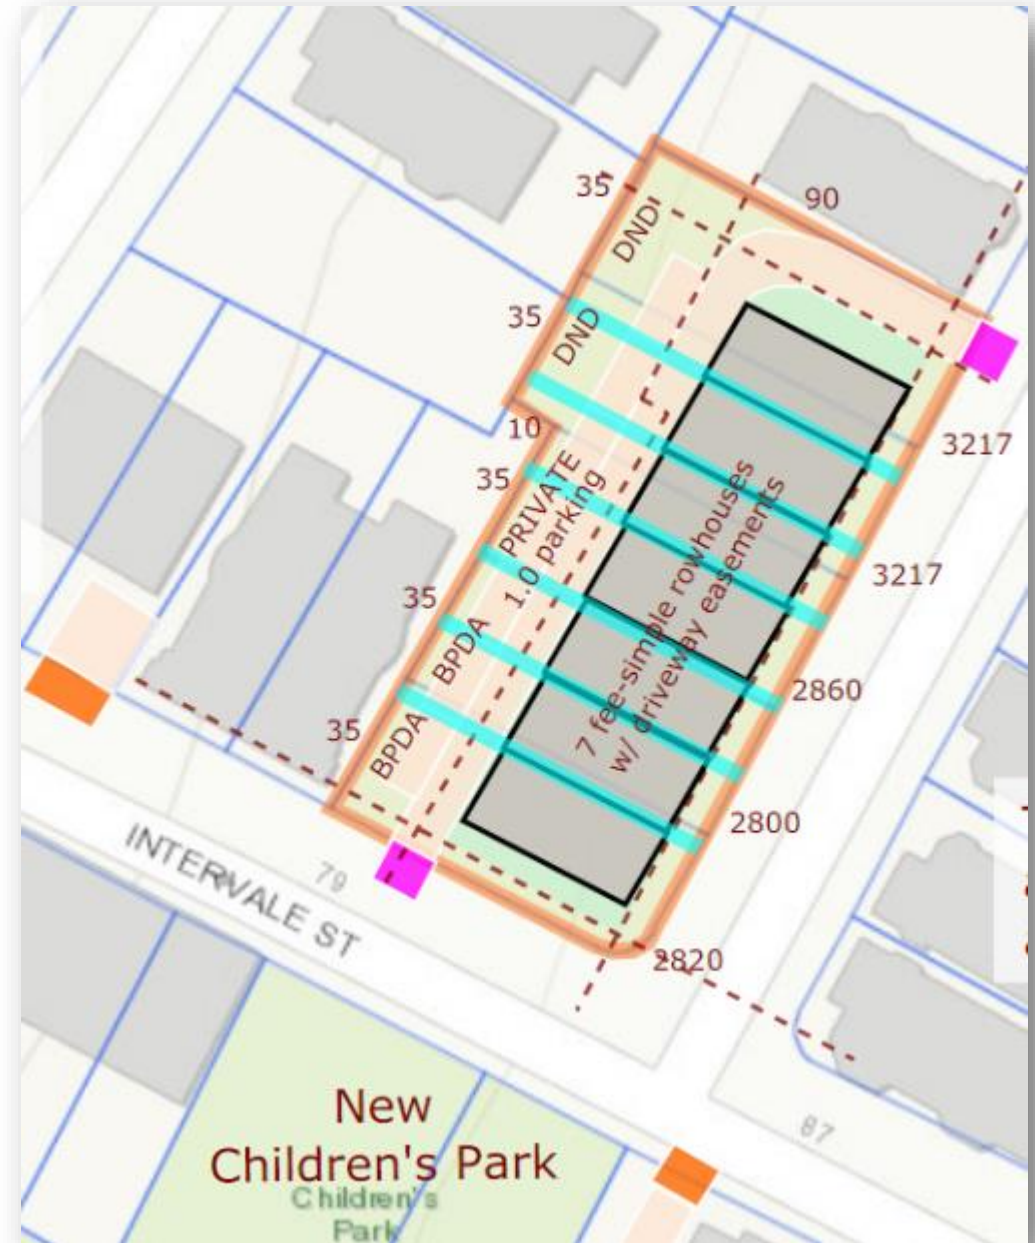 35
90
DND
35
DND
3217
10
35
PRIVATE
1.0 parking
7 fee-simple rowhouses
w/ driveway easements
3217
35
BPDA
2860
35
BPDA
2800
INTERVALE ST
79
2820
87
New
Children's Park
Children's
Park